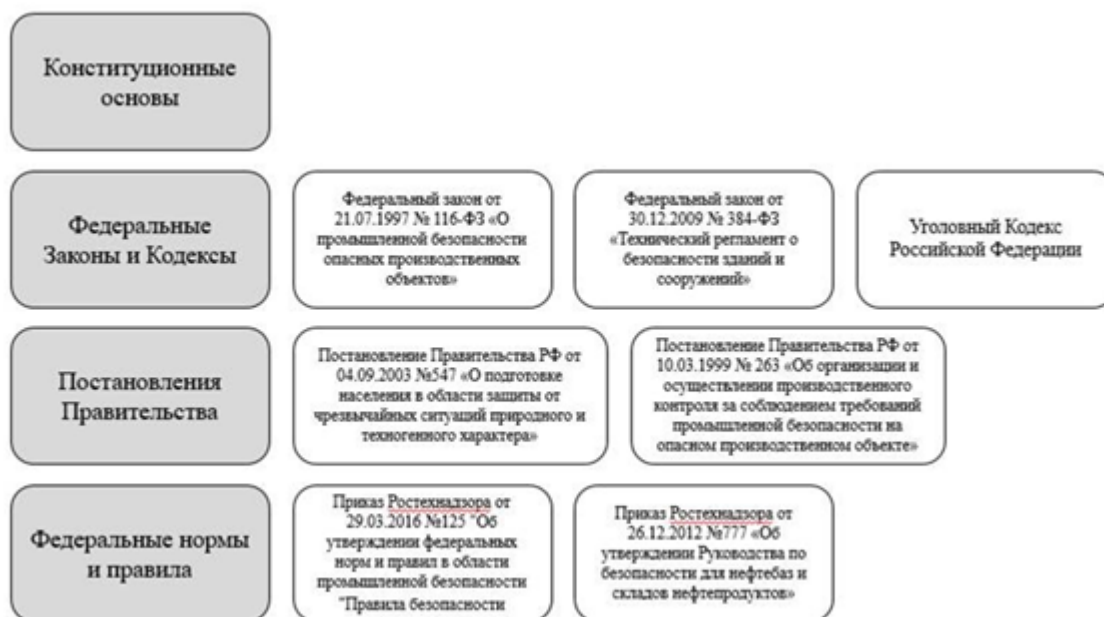 Конституционные
основы
Федеральные
Законы и Кодексы
Федеральный закон от
21.07.1997 № 116-ФЗ «О
промышленной безопасности
опасных производственных
объектов»
Федеральный закон от
30.12.2009 № 384-ФЗ
«Технический регламент о
безопасности зданий и
сооружений»
Уголовный Кодекс
Российской Федерации
Постановления
Правительства
Постановление Правительства РФ от
04.09.2003 №547 «О подготовке
населения в области защиты от
чрезвычайных ситуаций природного и
техногенного характера»
Постановление Правительства РФ от
10.03.1999 № 263 «Об организации и
осуществлении производственного
контроля за соблюдением требований
промышленной безопасности на
опасном производственном объекте»
Федеральные нормы
и правила
Приказ Ростехнадзора от
29.03.2016 №125 "Об
утверждении федеральных
норм и правил в области
промышленной безопасности
"Правила безопасности
Приказ Ростехнадзора от
26.12.2012 №777 «Об
утверждении Руководства по
безопасности для нефтебаз и
складов нефтепродуктов»